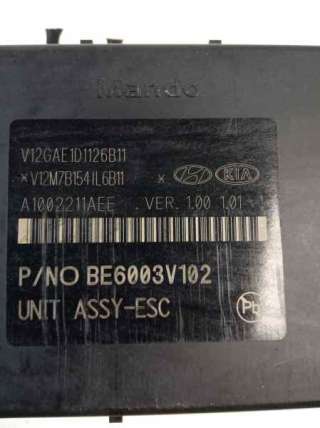 Mando
V12GAE1D1126B11
*V12M7B1541L6B11 *
KIA
A1002211AEE . VER. 1.00 1.01
P/NO BE6003V102
UNIT ASSY-ESC
Pb